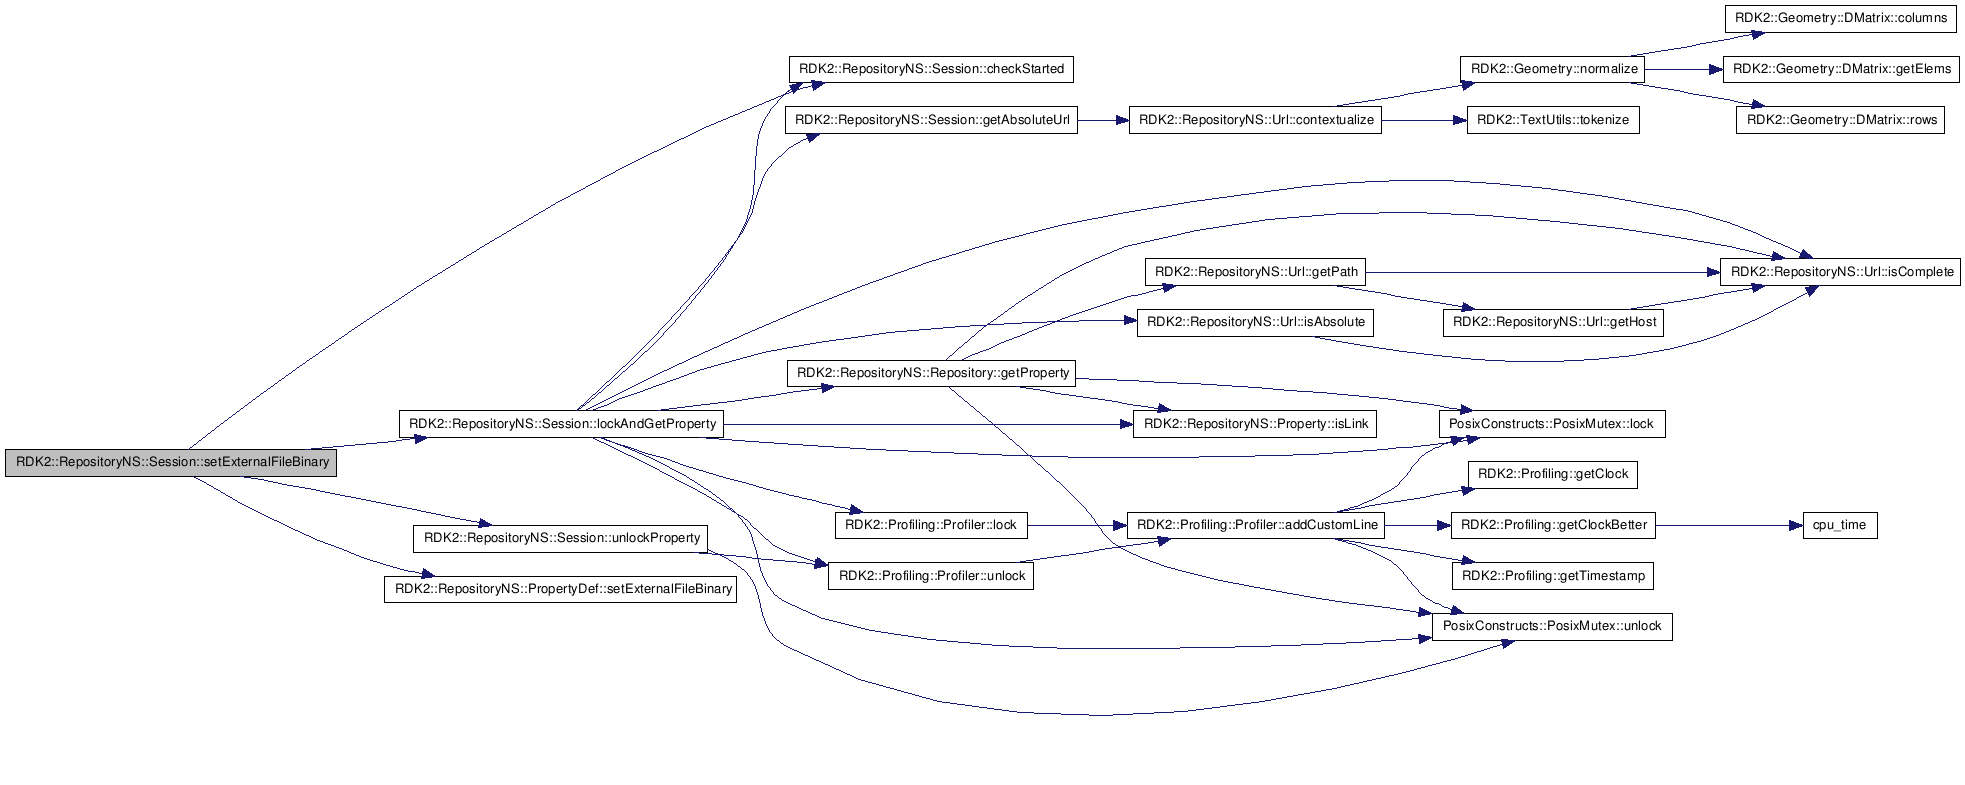 RDK2::Geometry::DMatrix::columns
RDK2::RepositoryNS::Session::checkStarted
RDK2::Geometry::normalize
RDK2::Geometry::DMatrix::getElems
RDK2::RepositoryNS::Session::getAbsoluteUrl
RDK2::RepositoryNS::Url::contextualize
RDK2::TextUtils::tokenize
RDK2::Geometry::DMatrix::rows
RDK2::RepositoryNS::Url::getPath
RDK2::RepositoryNS::Url::isComplete
RDK2::RepositoryNS::Url::isAbsolute
RDK2::RepositoryNS::Url::getHost
RDK2::RepositoryNS::Repository::getProperty
RDK2::RepositoryNS::Session::lockAndGetProperty
RDK2::RepositoryNS::Property::isLink
PosixConstructs::PosixMutex::lock
RDK2::RepositoryNS::Session::setExternalFileBinary
RDK2::Profiling::getClock
RDK2::RepositoryNS::Session::unlockProperty
RDK2::Profiling::Profiler::lock
RDK2::Profiling::Profiler::addCustomLine
RDK2::Profiling::getClockBetter
cpu_time
RDK2::RepositoryNS::PropertyDef::setExternalFileBinary
RDK2::Profiling::Profiler::unlock
RDK2::Profiling::getTimestamp
PosixConstructs::PosixMutex::unlock